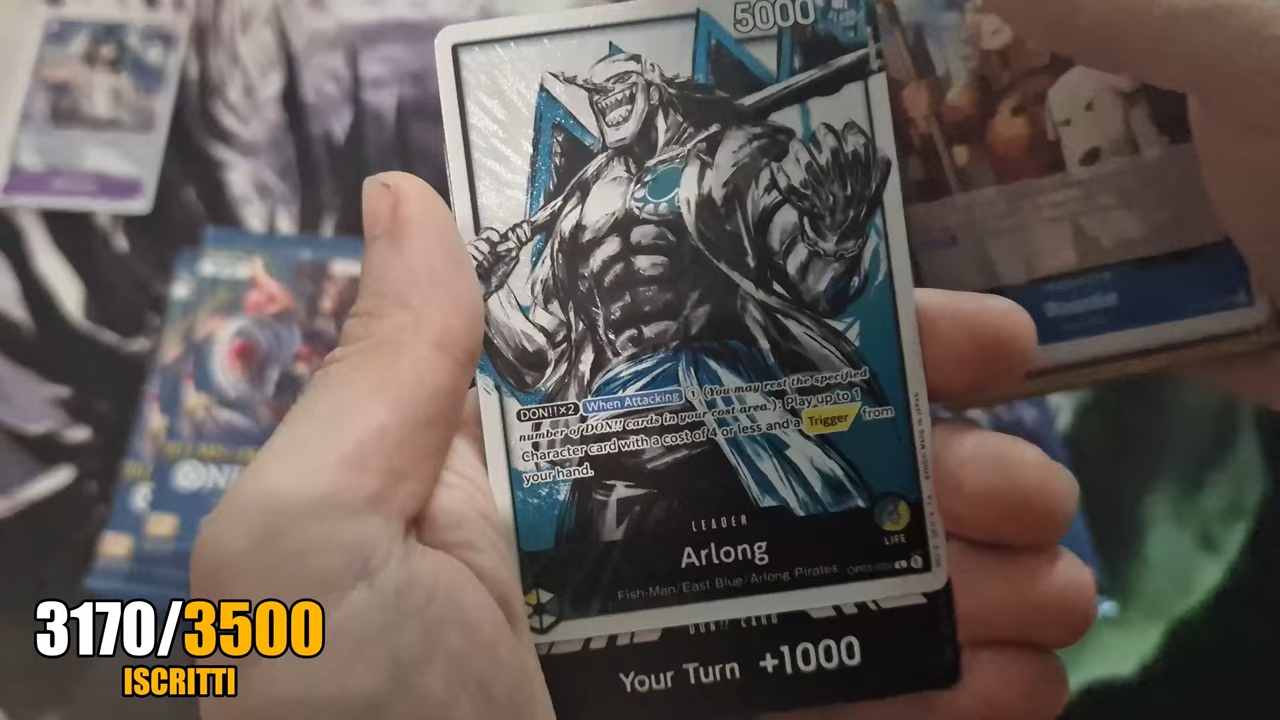 5000
DON!!×2 When Attacking ① (You may rest the specified
number of DON!! cards in your cost area.): Play up to 1
Character card with a cost of 4 or less and a Trigger from
your hand.
LEADER
Arlong
LIFE
Fish-Man/East Blue/Arlong Pirates
L
DON!! CARD
Your Turn +1000
3170/3500
ISCRITTI